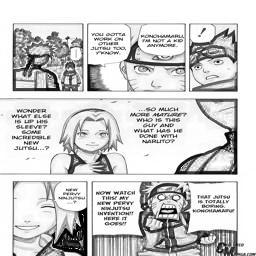 !
KONOHAMARU,
I'M NOT A KID
ANYMORE.
YOU GOTTA
WORK ON
OTHER
JUTSU
TOO,
...SO MUCH
MORE MATURE?
WHO IS THIS
GUY AND
WHAT HAS HE
DONE WITH
NARUTO?
WONDER
WHAT ELSE
IS UP HIS
SLEEVE?
SOME
INCREDIBLE
NEW
JUTSU...?
THAT JUTSU
IS TOTALLY
BORING,
KONOHAMARU!
NOW WATCH
THIS! MY
NEW PERVY
NINJUTSU
INVENTION!!
HERE IT
GOES!!
NEW
PERVY
NINJUTSU
...?